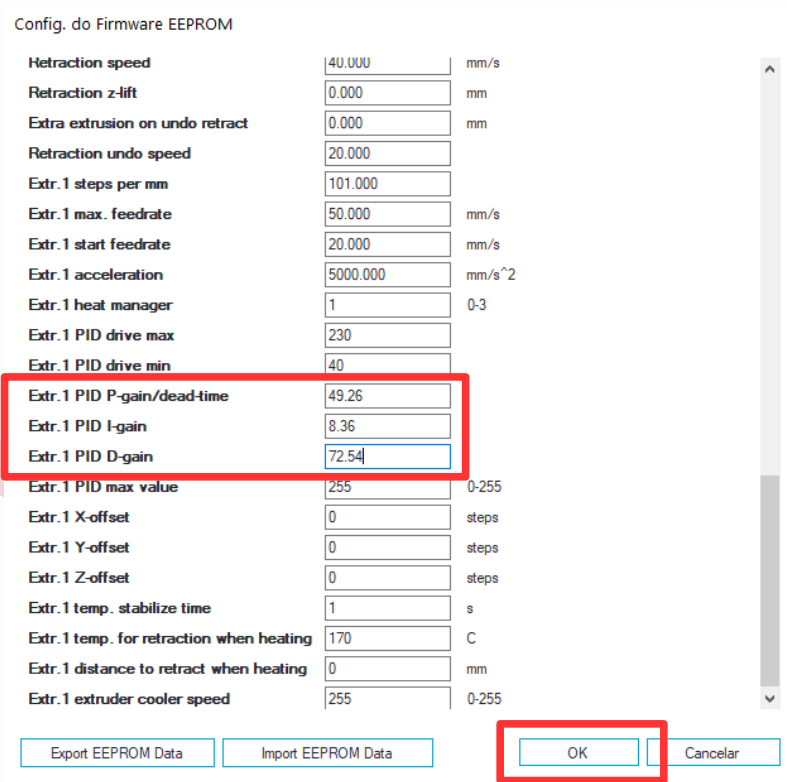 Config. do Firmware EEPROM
Retraction speed 40.000 mm/s
Retraction z-lift 0.000 mm
Extra extrusion on undo retract 0.000 mm
Retraction undo speed 20.000
Extr.1 steps per mm 101.000
Extr.1 max. feedrate 50.000 mm/s
Extr.1 start feedrate 20.000 mm/s
Extr.1 acceleration 5000.000 mm/s^2
Extr.1 heat manager 1 0-3
Extr.1 PID drive max 230
Extr.1 PID drive min 40
Extr.1 PID P-gain/dead-time 49.26
Extr.1 PID I-gain 8.36
Extr.1 PID D-gain 72.54
Extr.1 PID max value 255 0-255
Extr.1 X-offset 0 steps
Extr.1 Y-offset 0 steps
Extr.1 Z-offset 0 steps
Extr.1 temp. stabilize time 1 s
Extr.1 temp. for retraction when heating 170 C
Extr.1 distance to retract when heating 0 mm
Extr.1 extruder cooler speed 255 0-255
Export EEPROM Data Import EEPROM Data OK Cancelar